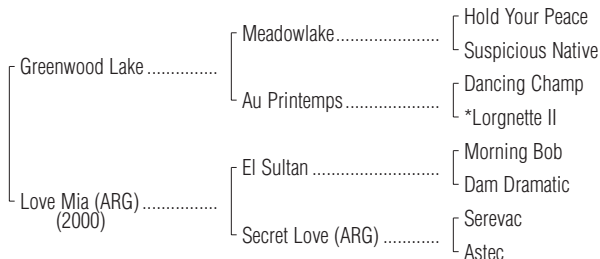 Hold Your Peace
Meadowlake....................
Suspicious Native
Greenwood Lake ..............
Dancing Champ
Au Printemps..................
*Lorgnette II
Morning Bob
El Sultan .......................
Dam Dramatic
Love Mia (ARG) ...............
(2000)
Serevac
Secret Love (ARG) ............
Astec